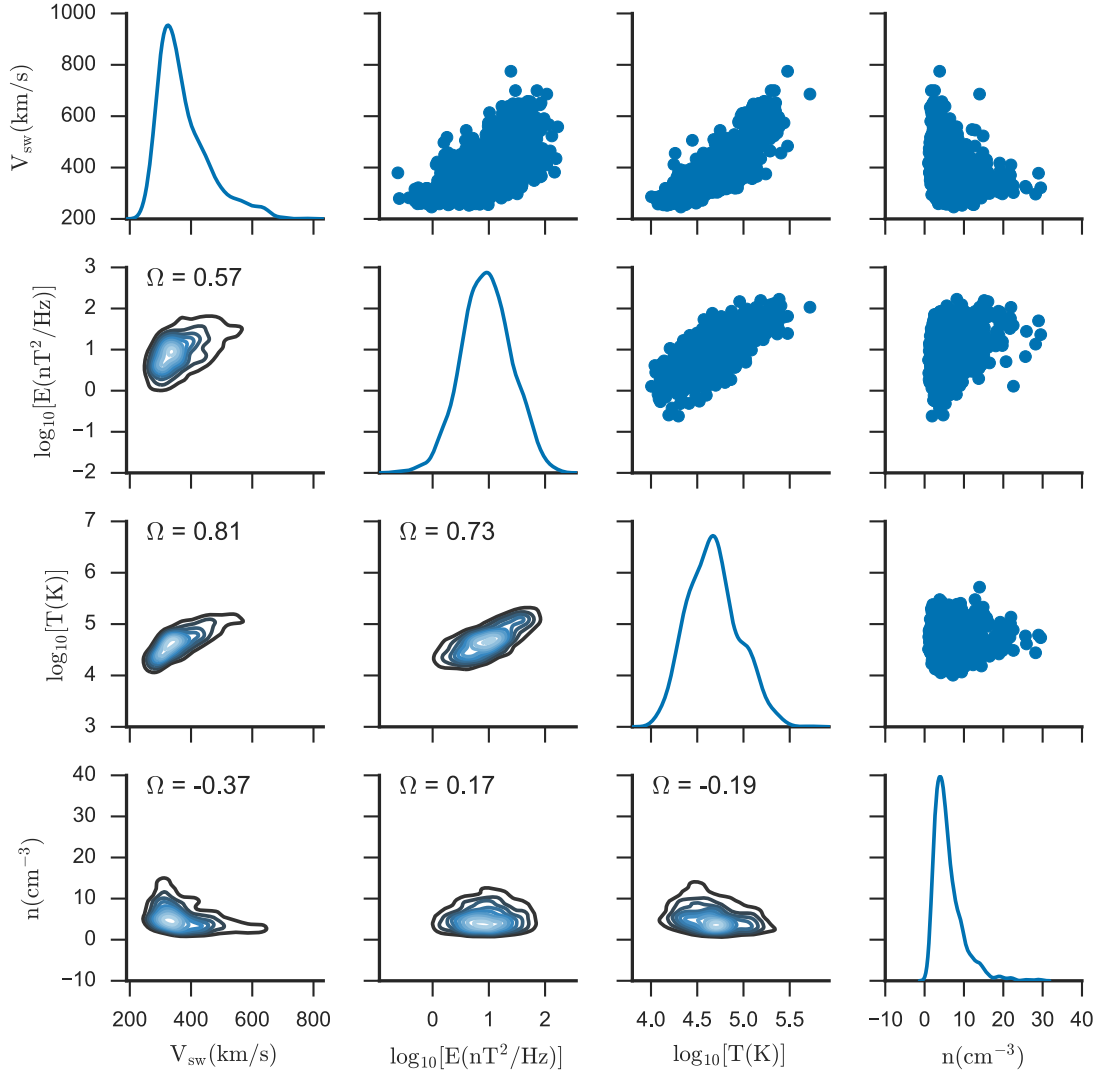 1000
800
600
400
200
V_sw(km/s)
3
2
1
0
−1
−2
log₁₀[E(nT²/Hz)]
Ω = 0.57
7
6
5
4
3
log₁₀[T(K)]
Ω = 0.81
Ω = 0.73
40
30
20
10
0
−10
n(cm⁻³)
Ω = -0.37
Ω = 0.17
Ω = -0.19
200 400 600 800
0 1 2
4.0 4.5 5.0 5.5
−10 0 10 20 30 40
V_sw(km/s)
log₁₀[E(nT²/Hz)]
log₁₀[T(K)]
n(cm⁻³)